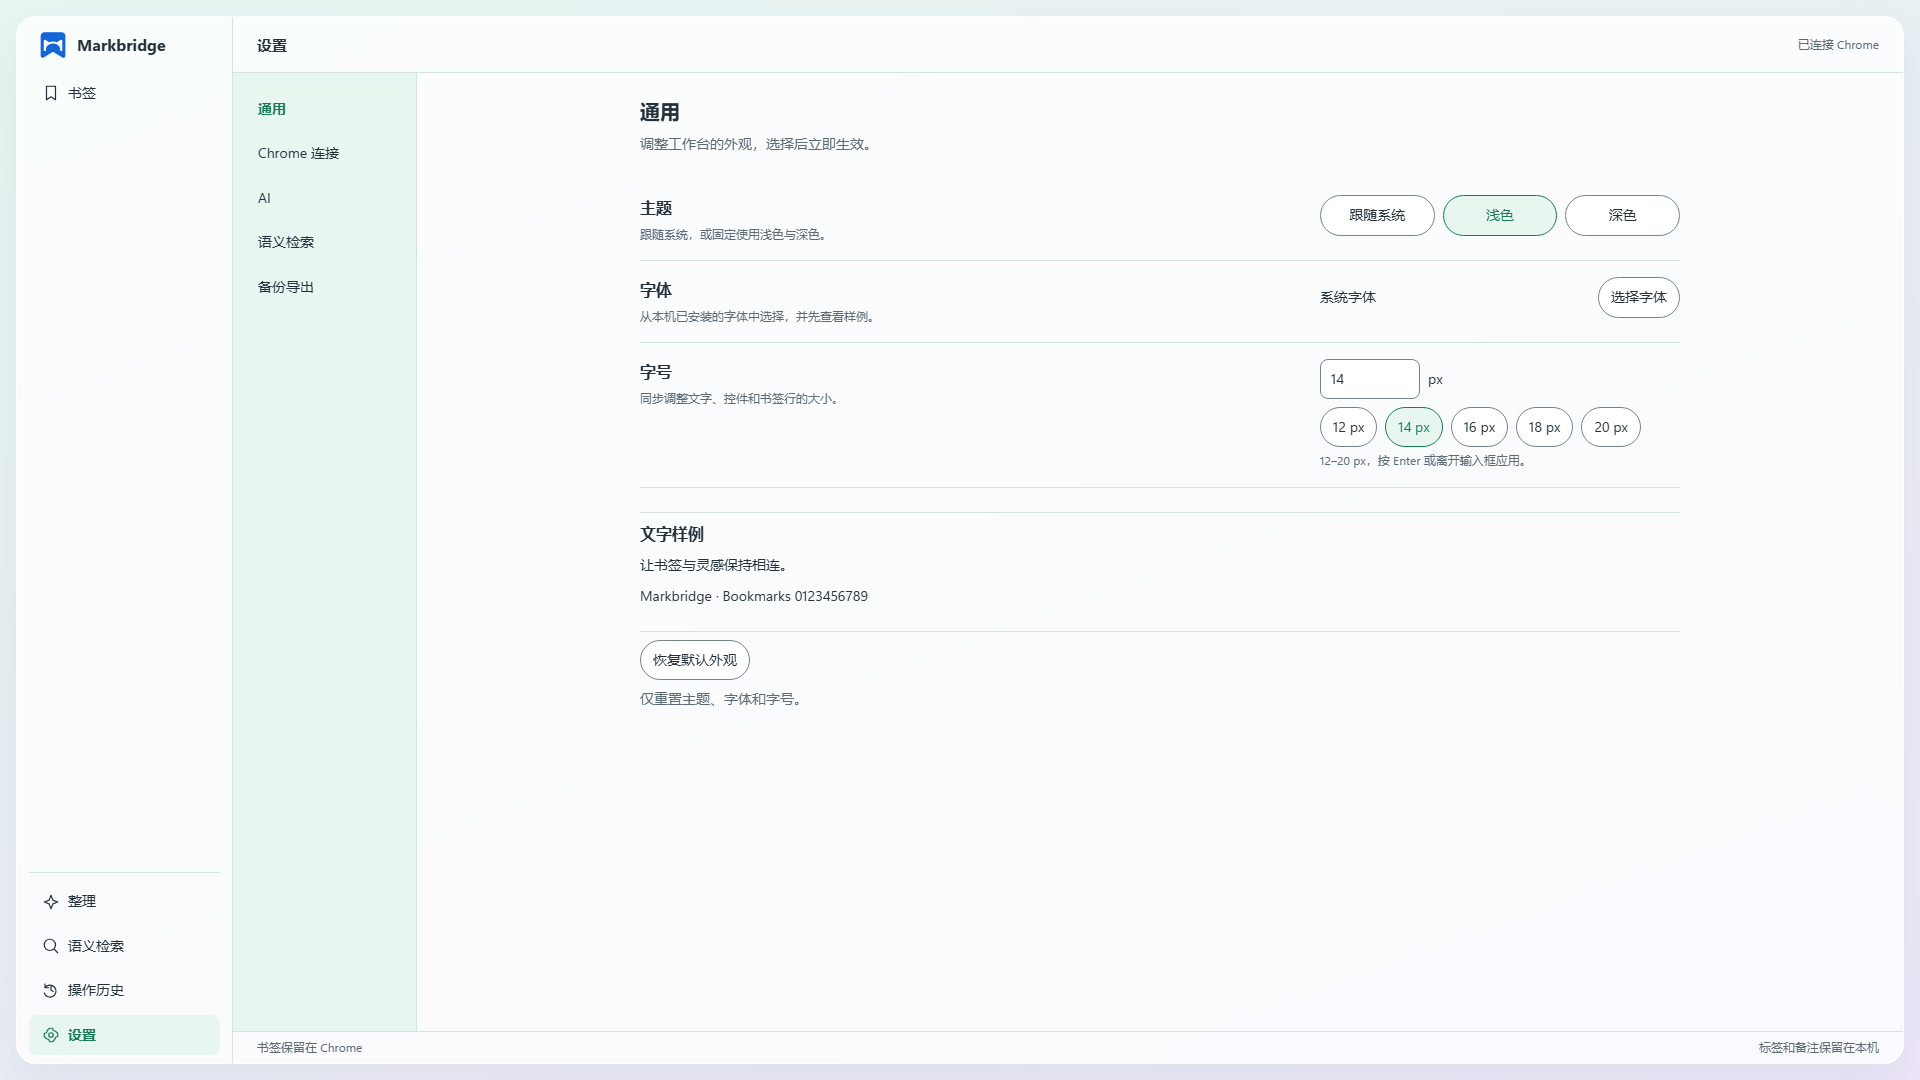 Markbridge
书签
整理
语义检索
操作历史
设置
设置
已连接 Chrome
通用
Chrome 连接
AI
语义检索
备份导出
通用
调整工作台的外观，选择后立即生效。
主题
跟随系统，或固定使用浅色与深色。
跟随系统
浅色
深色
字体
从本机已安装的字体中选择，并先查看样例。
系统字体
选择字体
字号
同步调整文字、控件和书签行的大小。
14 px
12 px
14 px
16 px
18 px
20 px
12–20 px，按 Enter 或离开输入框应用。
文字样例
让书签与灵感保持相连。
Markbridge · Bookmarks 0123456789
恢复默认外观
仅重置主题、字体和字号。
书签保留在 Chrome
标签和备注保留在本机